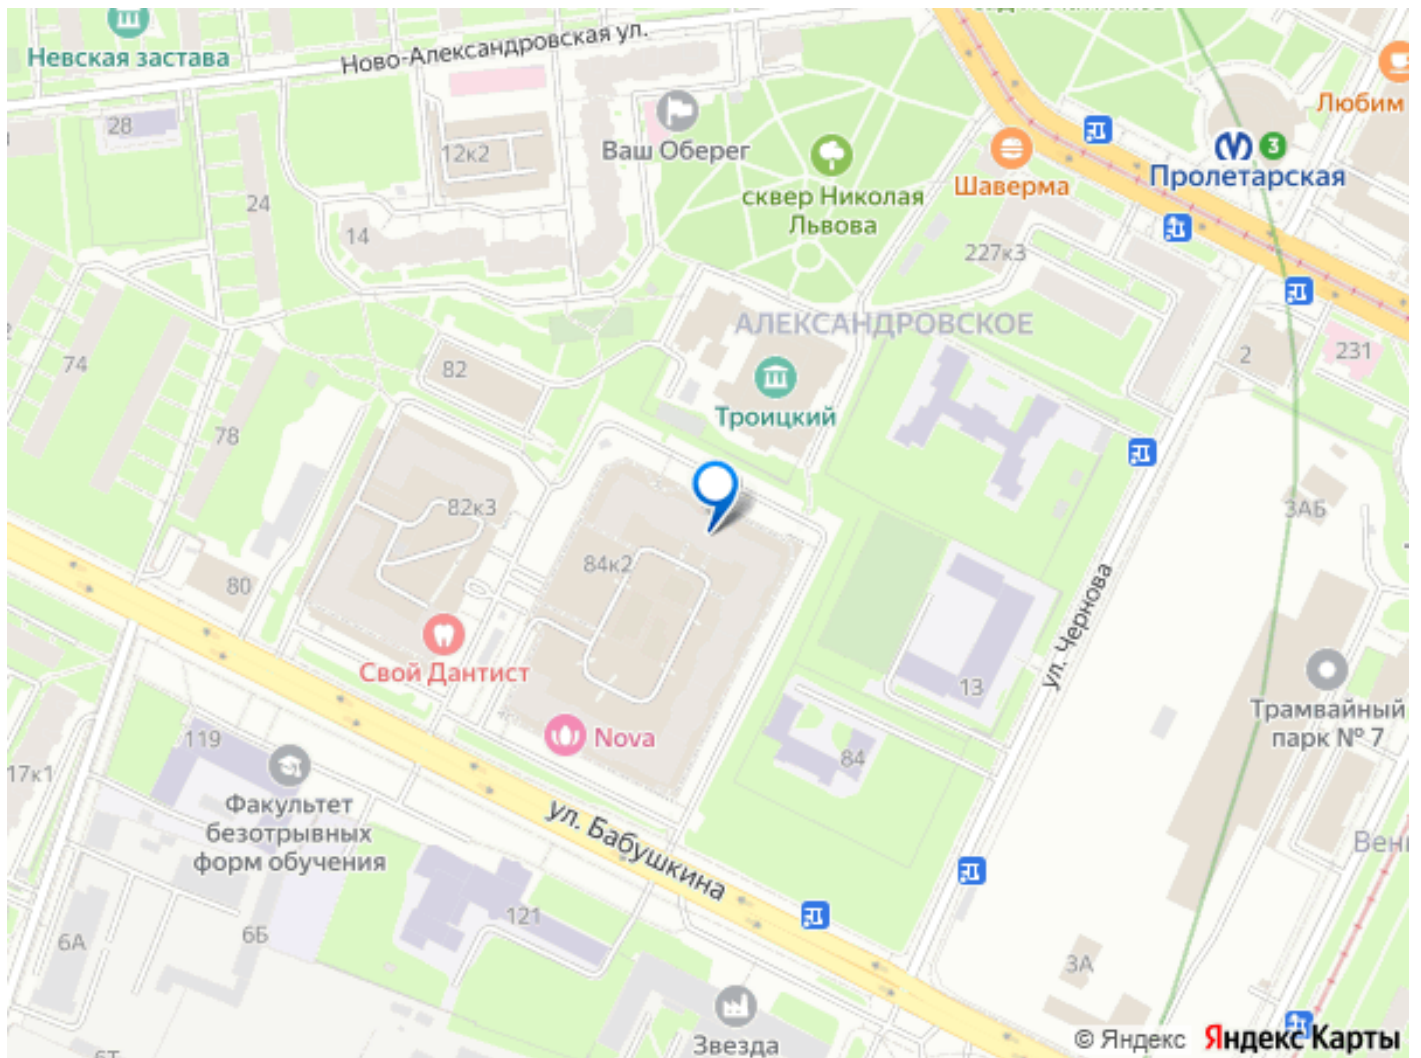 Невская застава
Ново-Александровская ул.
28
12к2
Ваш Оберег
сквер Николая
Львова
Шаверма
Любим
Пролетарская
3
24
14
227к3
АЛЕКСАНДРОВСКОЕ
2
231
74
82
Троицкий
78
82к3
3АБ
84к2
80
ул. Чернова
Свой Дантист
13
Трамвайный
парк № 7
Nova
119
84
17к1
Факультет
безотрывных
форм обучения
ул. Бабушкина
121
6А
6Б
3А
Звезда
© Яндекс Яндекс Карты